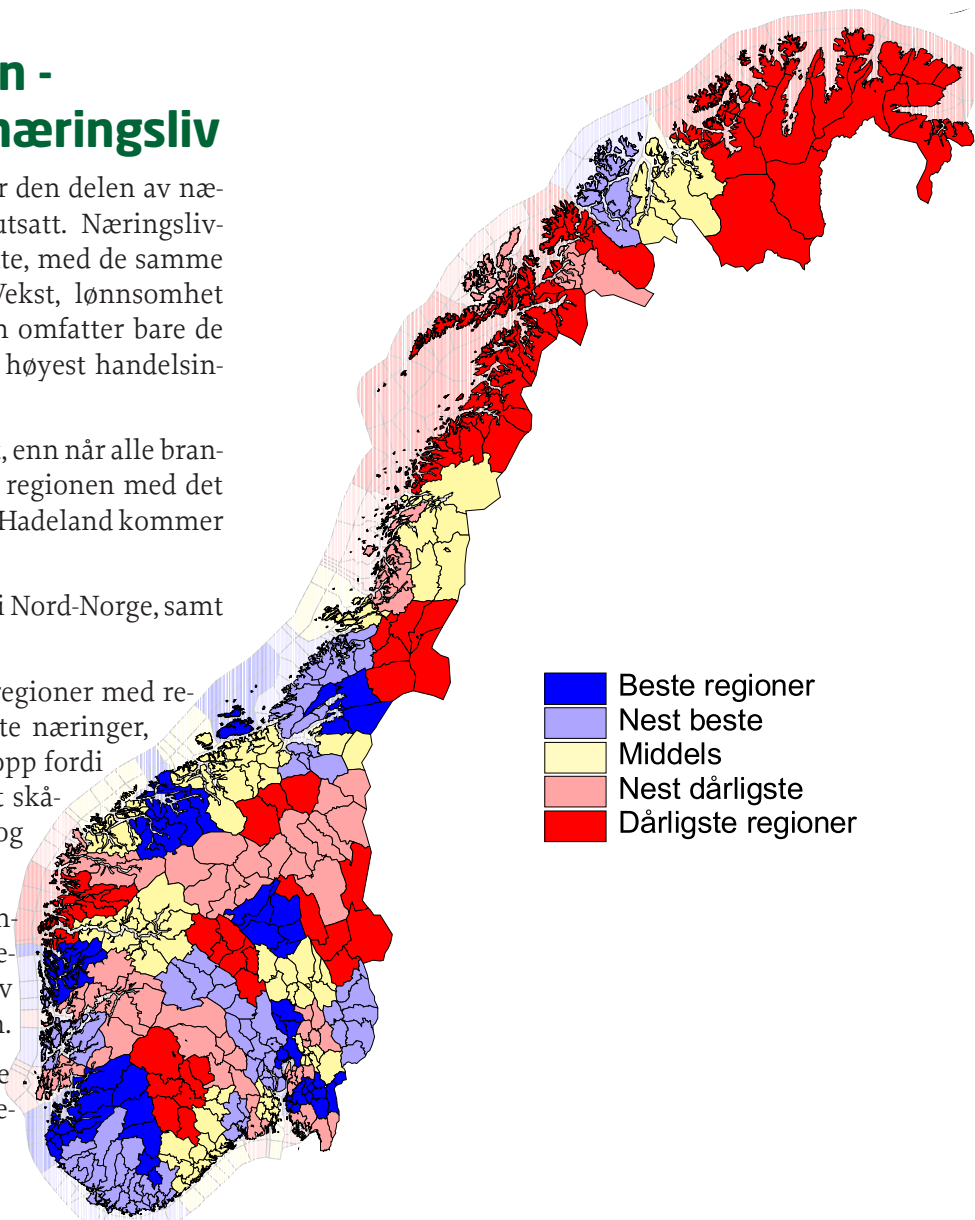 n -
næringsliv
r den delen av næ-
utsatt. Næringsliv-
te, med de samme
Vekst, lønnsomhet
n omfatter bare de
høyest handelsin-
, enn når alle bran-
regionen med det
Hadeland kommer
i Nord-Norge, samt
regioner med re-
te næringer,
opp fordi
t skå-
og
n-
e-
v
n.
e
e-
Beste regioner
Nest beste
Middels
Nest dårligste
Dårligste regioner